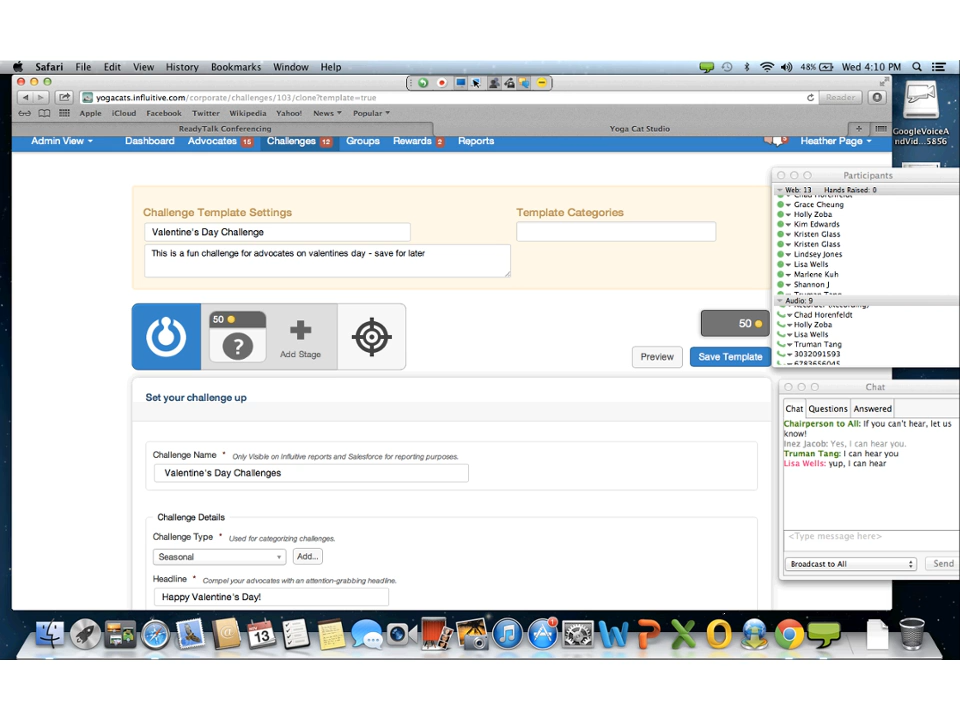 Safari File Edit View History Bookmarks Window Help 48% Wed 4:10 PM
yogacats.influitive.com/corporate/challenges/103/clone?template=true Reader
Apple iCloud Facebook Twitter Wikipedia Yahoo! News Popular
ReadyTalk Conferencing Yoga Cat Studio
GoogleVoiceA
ndVid...5856
Admin View Dashboard Advocates 15 Challenges 12 Groups Rewards 2 Reports Heather Page
Challenge Template Settings Template Categories
Valentine's Day Challenge
This is a fun challenge for advocates on valentines day - save for later
50 ?
Add Stage
50
Preview Save Template
Set your challenge up
Challenge Name * Only Visible on Influitive reports and Salesforce for reporting purposes.
Valentine's Day Challenges
Challenge Details
Challenge Type * Used for categorizing challenges.
Seasonal Add...
Headline * Compel your advocates with an attention-grabbing headline.
Happy Valentine's Day!
Participants
Web: 13 Hands Raised: 0
Chad Horenfeldt
Grace Cheung
Holly Zoba
Kim Edwards
Kristen Glass
Kristen Glass
Lindsey Jones
Lisa Wells
Marlene Kuh
Shannon J
Truman Tang
Audio: 9
Recorder (Recording)
Chad Horenfeldt
Holly Zoba
Lisa Wells
Truman Tang
3032091593
6783656045
Chat
Chat Questions Answered
Chairperson to All: If you can't hear, let us
know!
Inez Jacob: Yes, I can hear you.
Truman Tang: I can hear you
Lisa Wells: yup, I can hear
<Type message here>
Broadcast to All Send
13
1